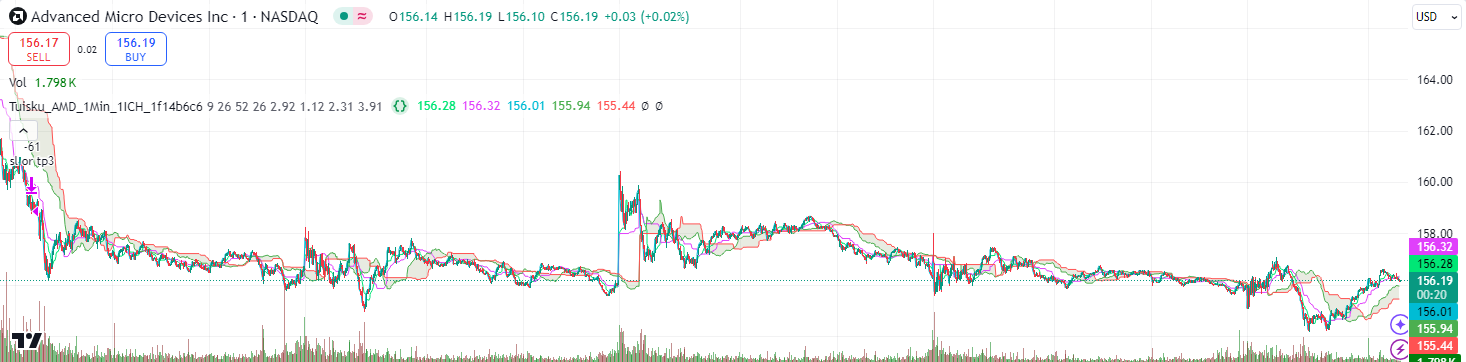 Advanced Micro Devices Inc · 1 · NASDAQ O156.14 H156.19 L156.10 C156.19 +0.03 (+0.02%)
USD
156.17 SELL
0.02
156.19 BUY
Vol 1.798 K
Tuisku_AMD_1Min_1ICH_1f14b6c6 9 26 52 26 2.92 1.12 2.31 3.91 156.28 156.32 156.01 155.94 155.44 Ø Ø
-61
sl1or tp3
164.00
162.00
160.00
158.00
156.32
156.28
156.19
00:20
156.01
155.94
155.44
1.798 K